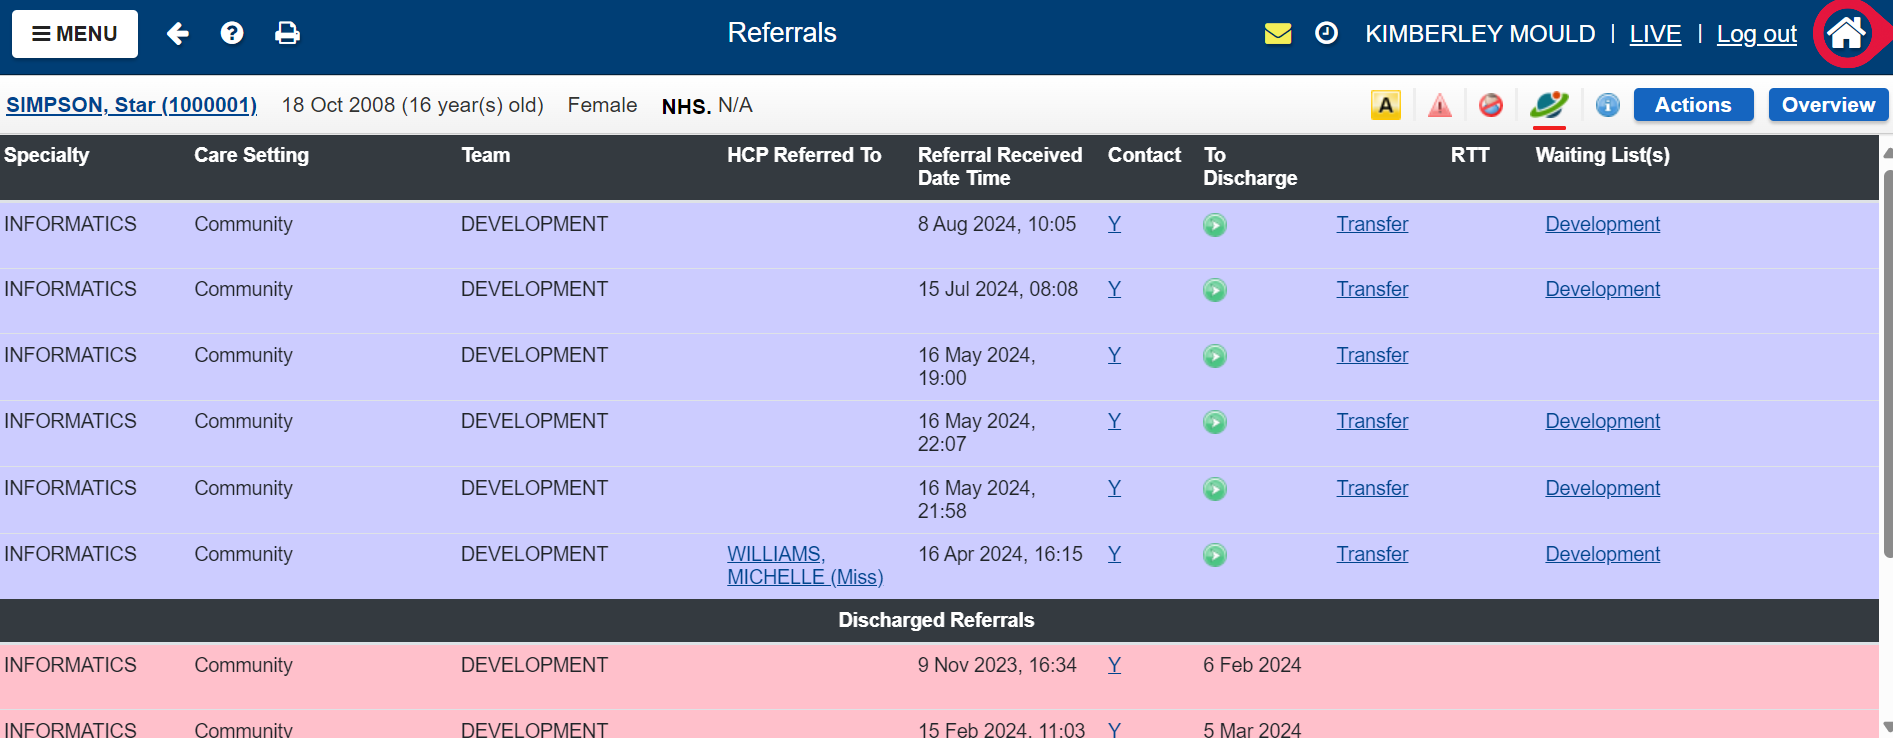 MENU ? Referrals KIMBERLEY MOULD | LIVE | Log out
SIMPSON, Star (1000001) 18 Oct 2008 (16 year(s) old) Female NHS. N/A A i Actions Overview
Specialty Care Setting Team HCP Referred To Referral Received Contact To RTT Waiting List(s)
Date Time Discharge
INFORMATICS Community DEVELOPMENT 8 Aug 2024, 10:05 Y Transfer Development
INFORMATICS Community DEVELOPMENT 15 Jul 2024, 08:08 Y Transfer Development
INFORMATICS Community DEVELOPMENT 16 May 2024, Y Transfer
19:00
INFORMATICS Community DEVELOPMENT 16 May 2024, Y Transfer Development
22:07
INFORMATICS Community DEVELOPMENT 16 May 2024, Y Transfer Development
21:58
INFORMATICS Community DEVELOPMENT WILLIAMS, 16 Apr 2024, 16:15 Y Transfer Development
MICHELLE (Miss)
Discharged Referrals
INFORMATICS Community DEVELOPMENT 9 Nov 2023, 16:34 Y 6 Feb 2024
INFORMATICS Community DEVELOPMENT 15 Feb 2024, 11:03 Y 5 Mar 2024